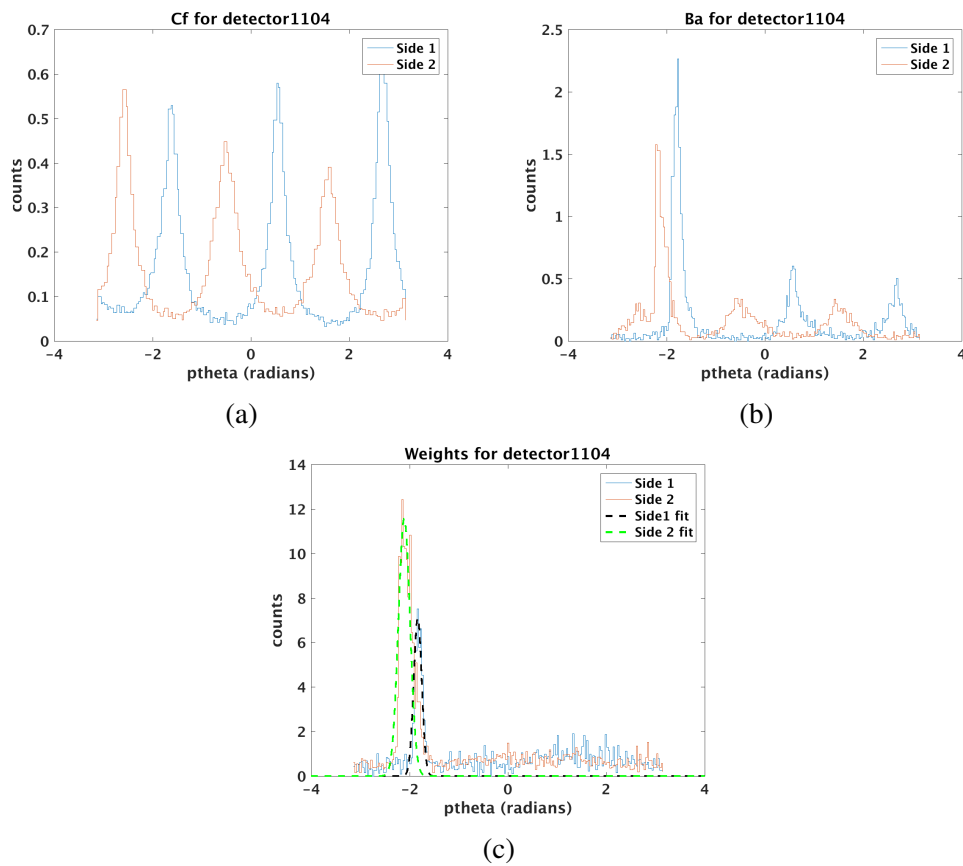 Cf for detector1104
0.7
0.6
0.5
0.4
0.3
0.2
0.1
0
counts
-4
-2
0
2
4
ptheta (radians)
Side 1
Side 2
(a)
Ba for detector1104
2.5
2
1.5
1
0.5
0
counts
-4
-2
0
2
4
ptheta (radians)
Side 1
Side 2
(b)
Weights for detector1104
14
12
10
8
6
4
2
0
counts
-4
-2
0
2
4
ptheta (radians)
Side 1
Side 2
Side1 fit
Side 2 fit
(c)